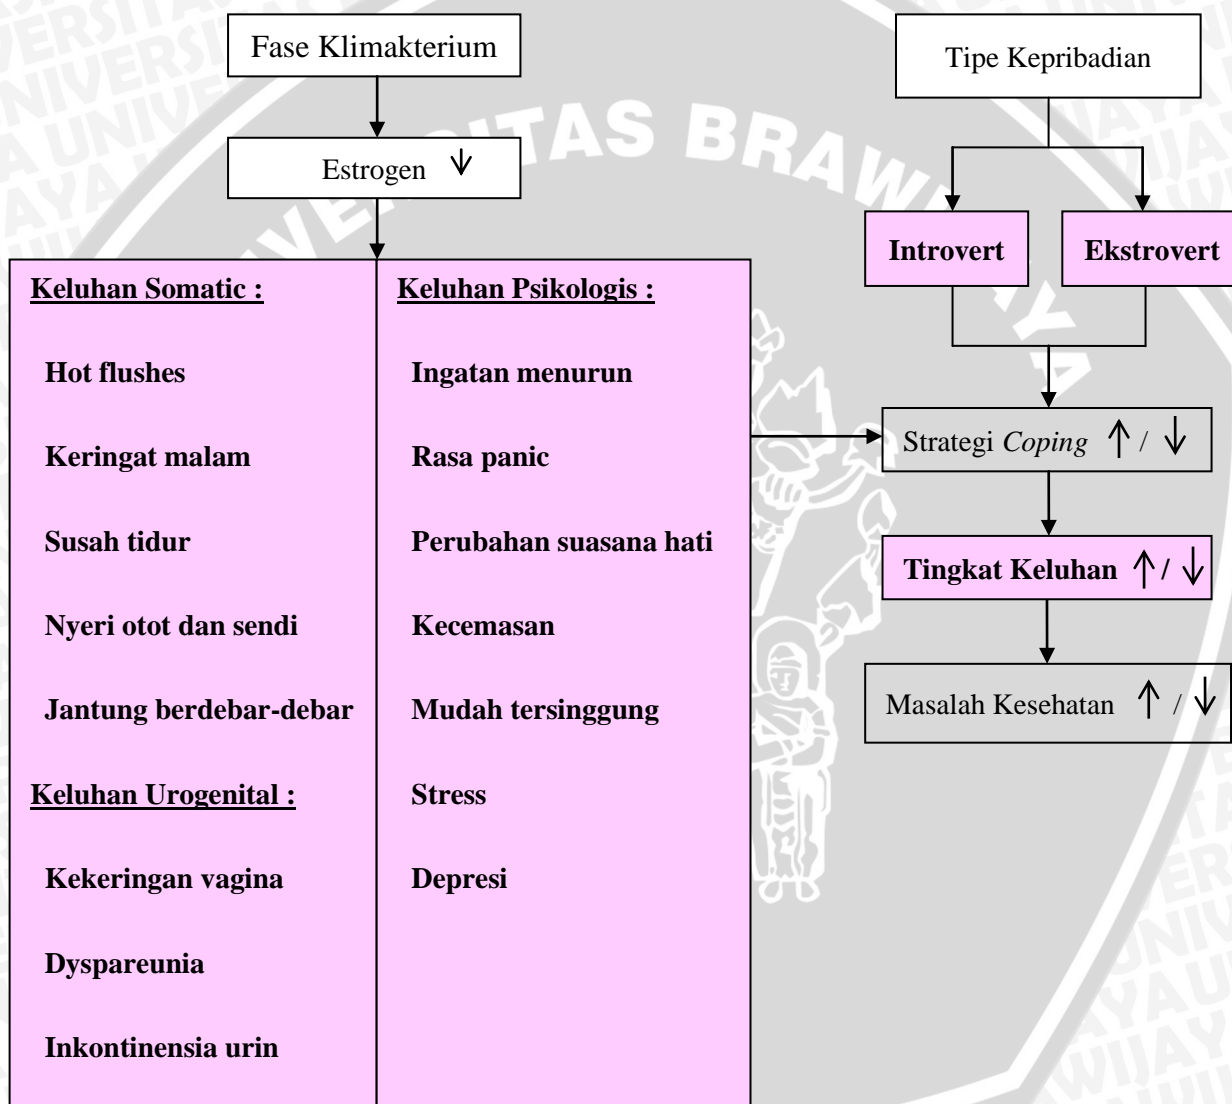 Fase Klimakterium
Estrogen ↓
Keluhan Somatic :
Hot flushes
Keringat malam
Susah tidur
Nyeri otot dan sendi
Jantung berdebar-debar
Keluhan Urogenital :
Kekeringan vagina
Dyspareunia
Inkontinensia urin
Keluhan Psikologis :
Ingatan menurun
Rasa panic
Perubahan suasana hati
Kecemasan
Mudah tersinggung
Stress
Depresi
Tipe Kepribadian
Introvert
Ekstrovert
Strategi Coping ↑ / ↓
Tingkat Keluhan ↑ / ↓
Masalah Kesehatan ↑ / ↓